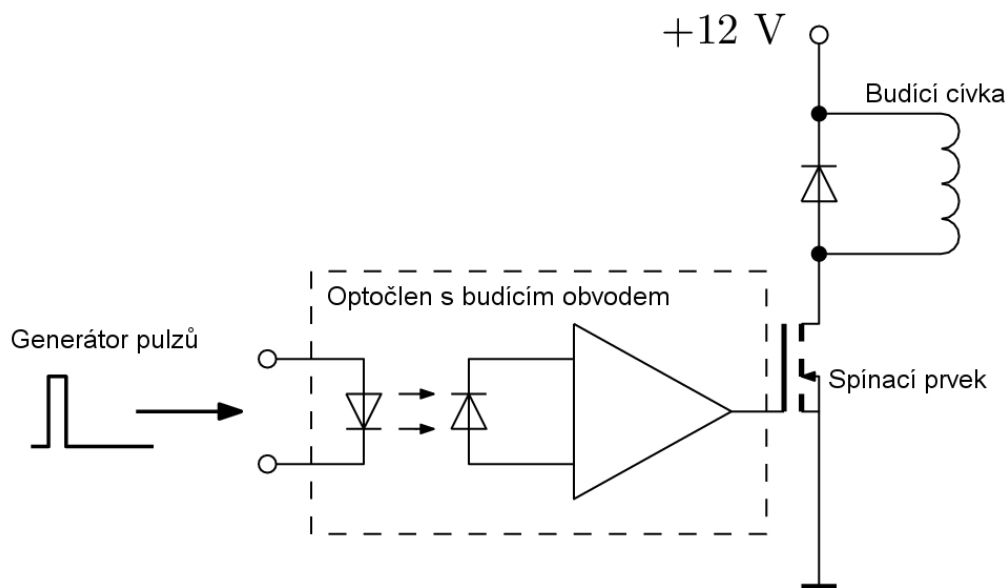 +12 V
Budící cívka
Optočlen s budícím obvodem
Generátor pulzů
Spínací prvek